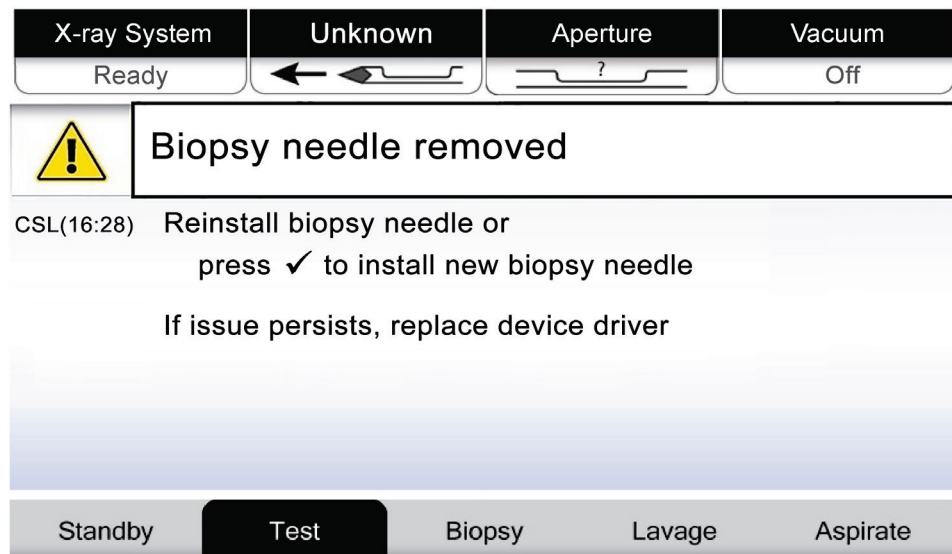 X-ray System
Unknown
Aperture
Vacuum
Ready
?
Off
Biopsy needle removed
CSL(16:28) Reinstall biopsy needle or
press ✓ to install new biopsy needle
If issue persists, replace device driver
Standby
Test
Biopsy
Lavage
Aspirate